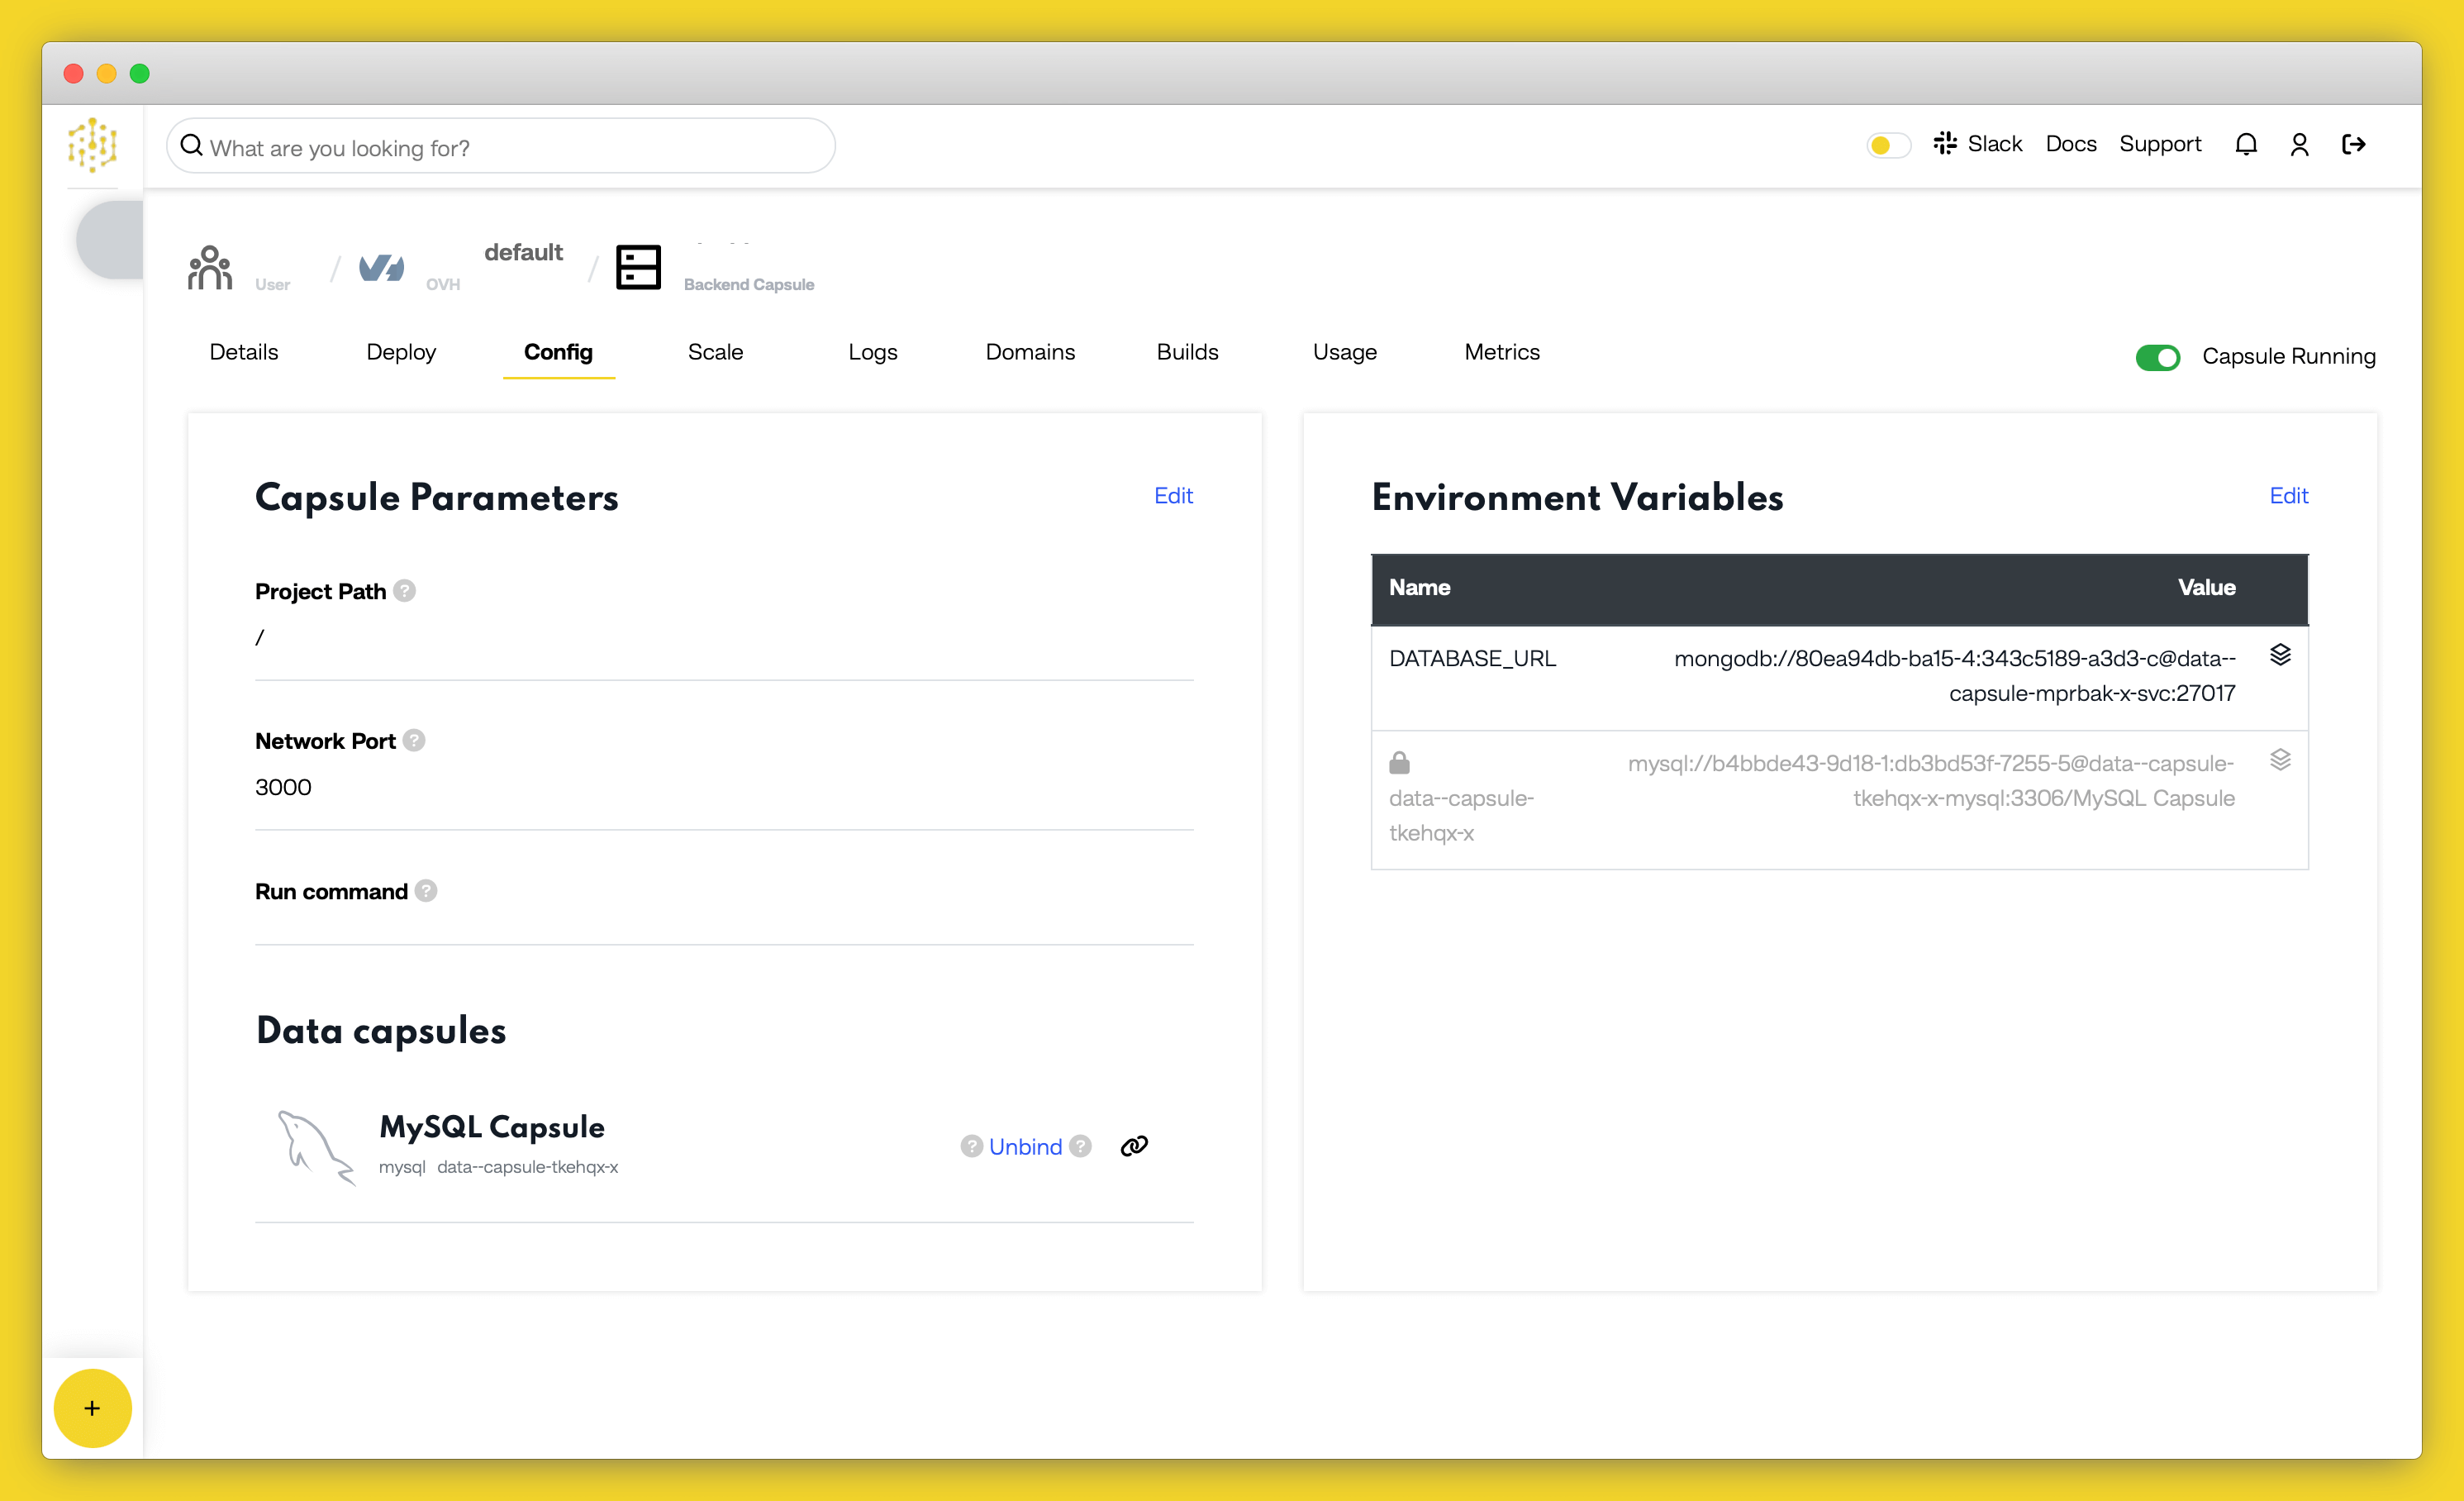 What are you looking for?
Slack Docs Support
User
OVH
default
Backend Capsule
Details Deploy Config Scale Logs Domains Builds Usage Metrics
Capsule Running
Capsule Parameters
Edit
Project Path ?
/
Network Port ?
3000
Run command ?
Data capsules
MySQL Capsule
mysql data--capsule-tkehqx-x
? Unbind ?
Environment Variables
Edit
Name Value
DATABASE_URL
mongodb://80ea94db-ba15-4:343c5189-a3d3-c@data--
capsule-mprbak-x-svc:27017
data--capsule-
tkehqx-x
mysql://b4bbde43-9d18-1:db3bd53f-7255-5@data--capsule-
tkehqx-x-mysql:3306/MySQL Capsule
+